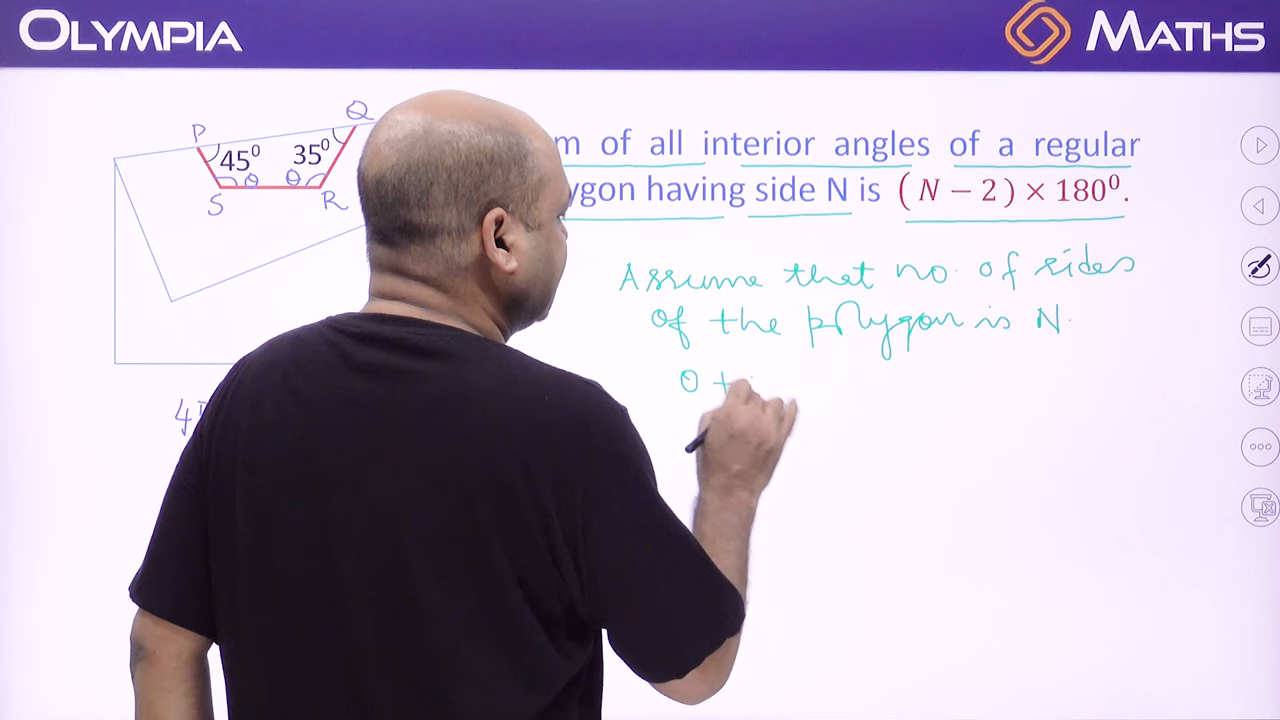 OLYMPIA
MATHS
P
Q
45⁰
35⁰
θ
θ
S
R
m of all interior angles of a regular
ygon having side N is (N − 2) × 180⁰.
Assume that no. of sides
of the polygon is N.
θ +